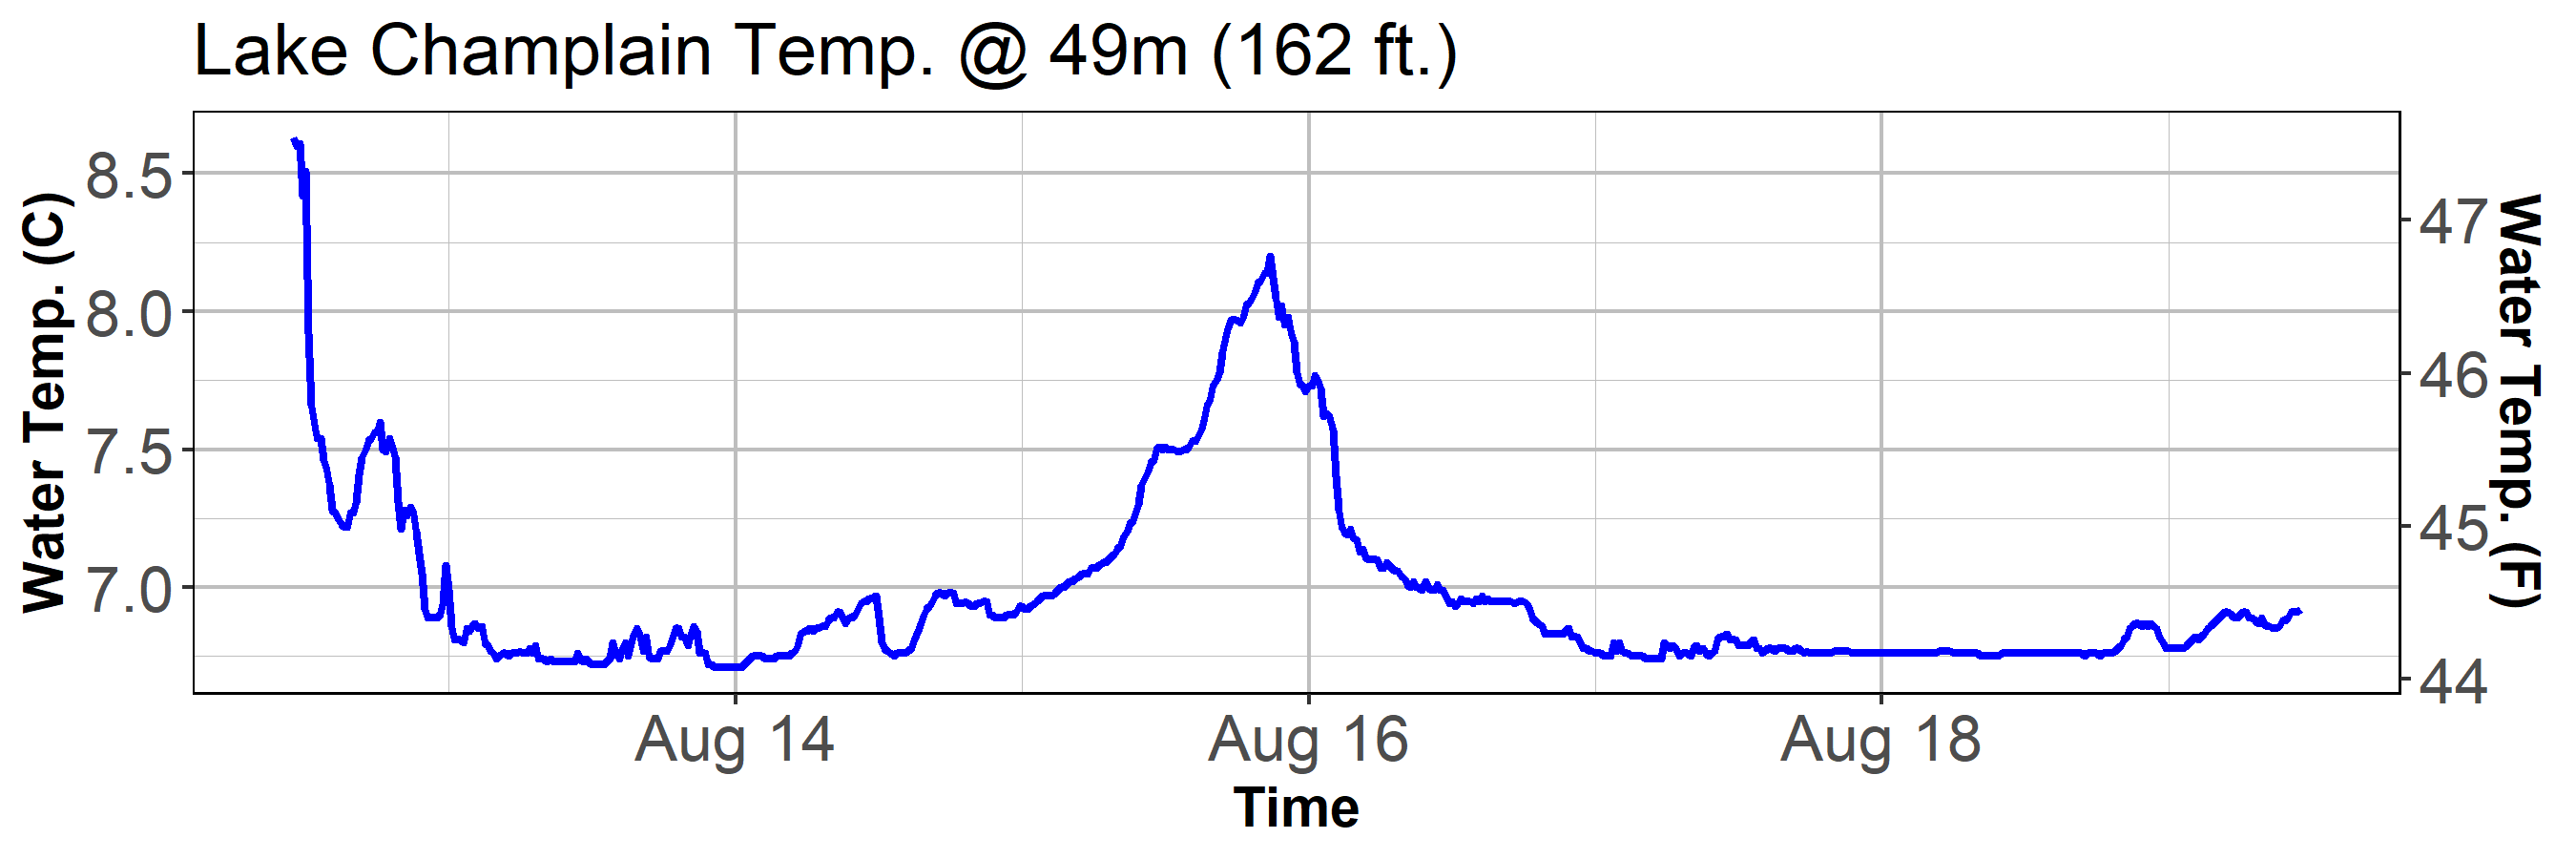 Lake Champlain Temp. @ 49m (162 ft.)
Water Temp. (C)
8.5
8.0
7.5
7.0
47
46
45
44
Water Temp. (F)
Aug 14
Aug 16
Aug 18
Time